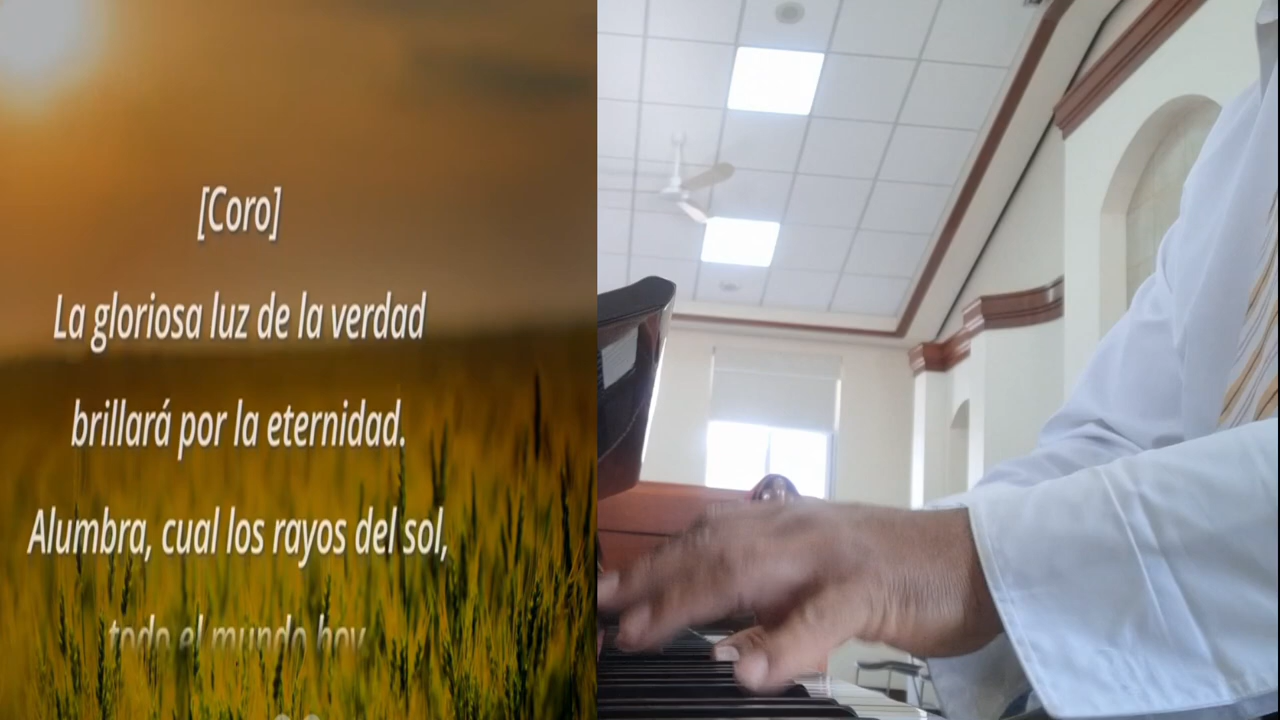 [Coro]
La gloriosa luz de la verdad
brillará por la eternidad.
Alumbra, cual los rayos del sol,
todo el mundo hoy